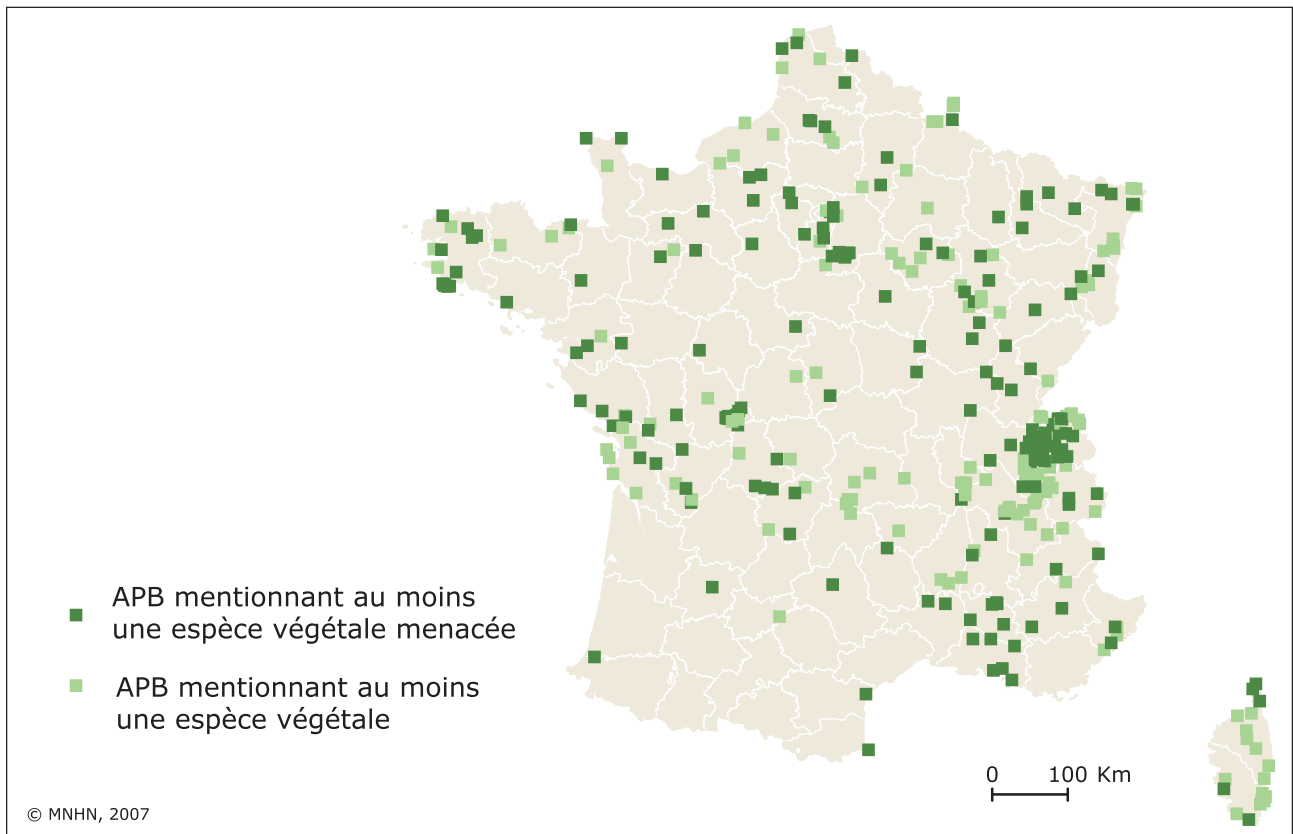 APB mentionnant au moins
une espèce végétale menacée
APB mentionnant au moins
une espèce végétale
0 100 Km
© MNHN, 2007